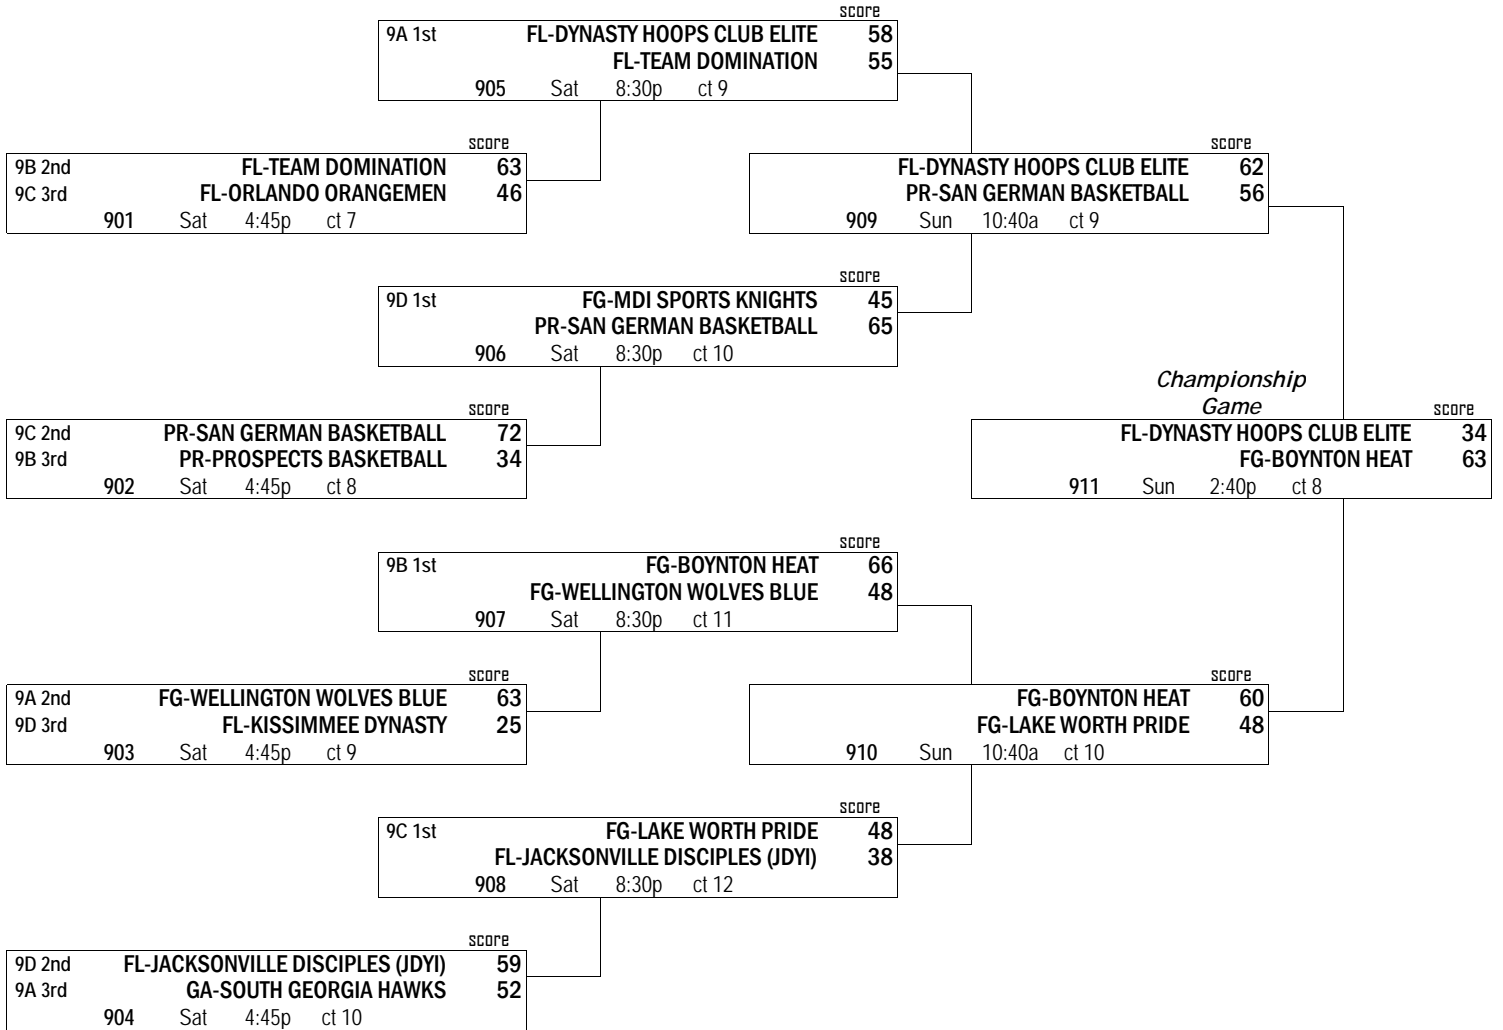 score
9A 1st FL-DYNASTY HOOPS CLUB ELITE 58
FL-TEAM DOMINATION 55
905 Sat 8:30p ct 9
score
9B 2nd FL-TEAM DOMINATION 63
9C 3rd FL-ORLANDO ORANGEMEN 46
901 Sat 4:45p ct 7
score
FL-DYNASTY HOOPS CLUB ELITE 62
PR-SAN GERMAN BASKETBALL 56
909 Sun 10:40a ct 9
score
9D 1st FG-MDI SPORTS KNIGHTS 45
PR-SAN GERMAN BASKETBALL 65
906 Sat 8:30p ct 10
score
9C 2nd PR-SAN GERMAN BASKETBALL 72
9B 3rd PR-PROSPECTS BASKETBALL 34
902 Sat 4:45p ct 8
Championship
Game
score
FL-DYNASTY HOOPS CLUB ELITE 34
FG-BOYNTON HEAT 63
911 Sun 2:40p ct 8
score
9B 1st FG-BOYNTON HEAT 66
FG-WELLINGTON WOLVES BLUE 48
907 Sat 8:30p ct 11
score
9A 2nd FG-WELLINGTON WOLVES BLUE 63
9D 3rd FL-KISSIMMEE DYNASTY 25
903 Sat 4:45p ct 9
score
FG-BOYNTON HEAT 60
FG-LAKE WORTH PRIDE 48
910 Sun 10:40a ct 10
score
9C 1st FG-LAKE WORTH PRIDE 48
FL-JACKSONVILLE DISCIPLES (JDYI) 38
908 Sat 8:30p ct 12
score
9D 2nd FL-JACKSONVILLE DISCIPLES (JDYI) 59
9A 3rd GA-SOUTH GEORGIA HAWKS 52
904 Sat 4:45p ct 10